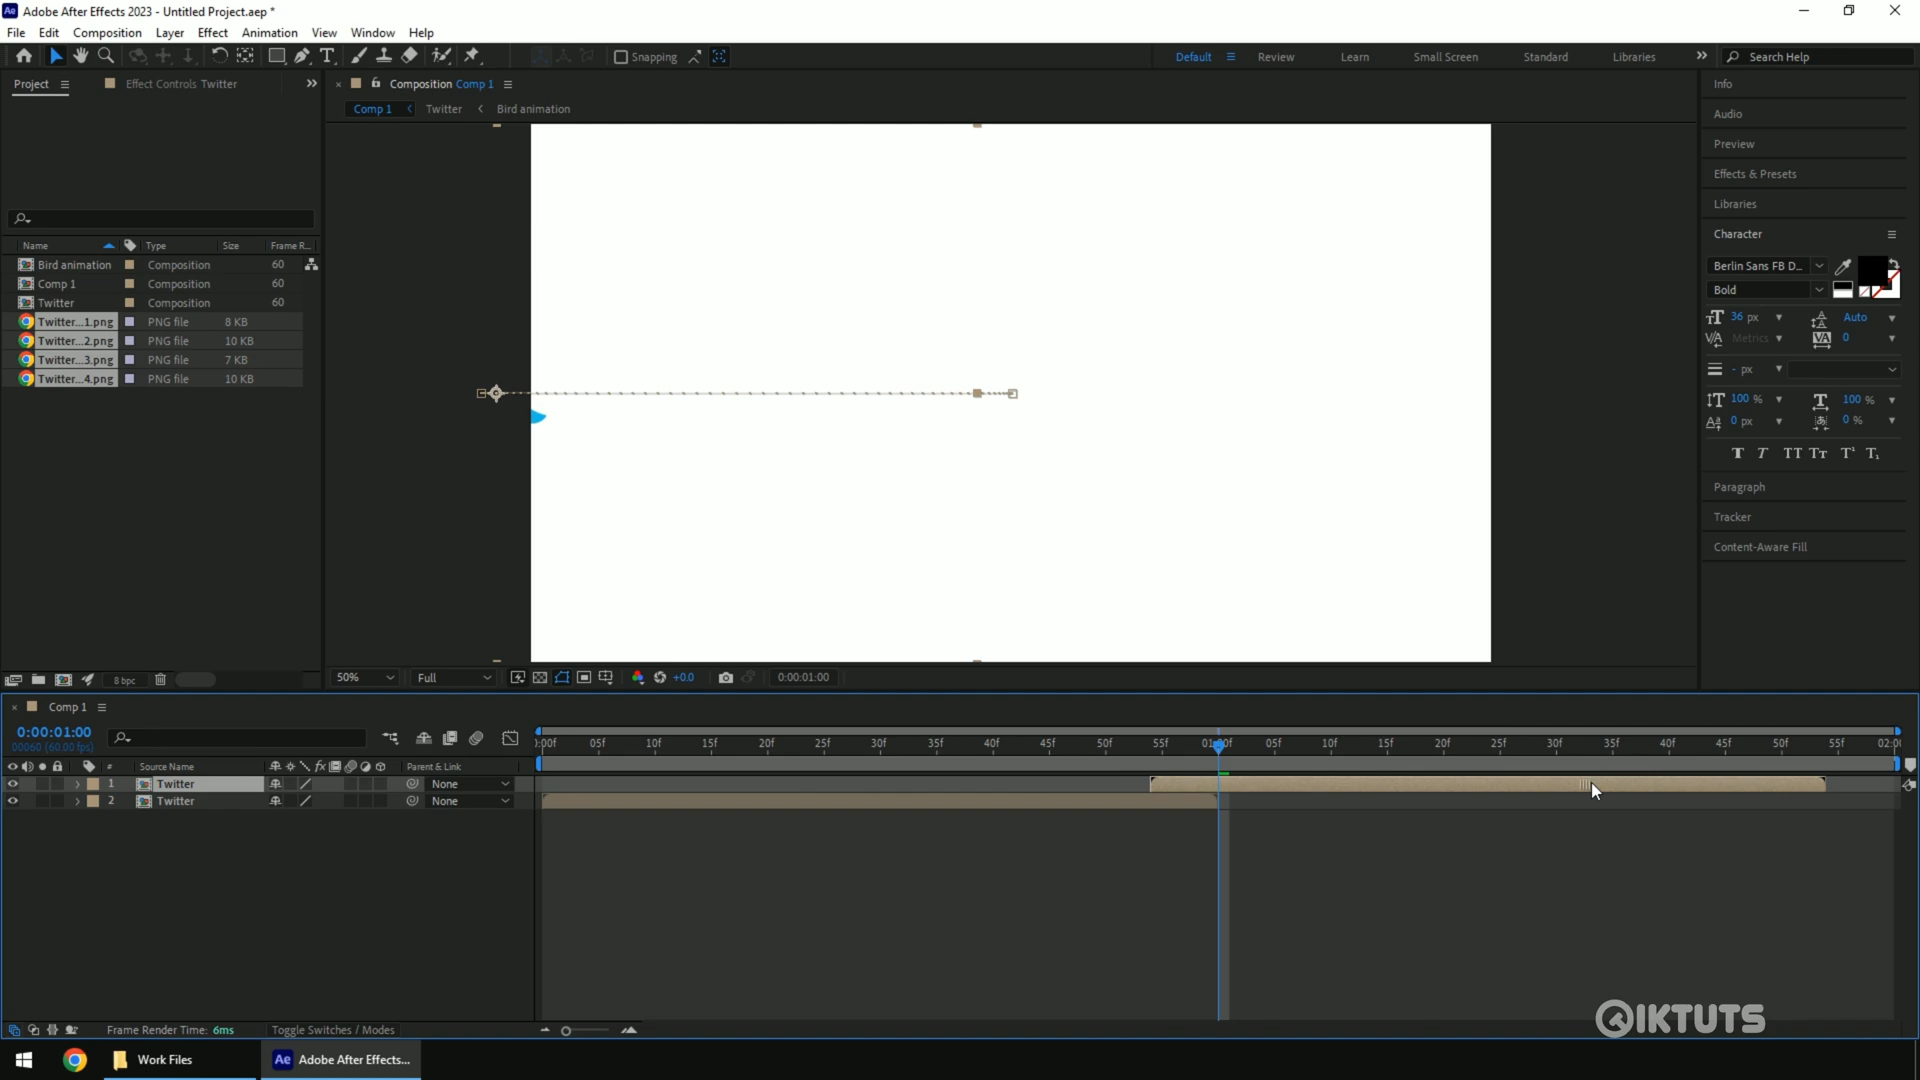 Adobe After Effects 2023 - Untitled Project.aep *
File Edit Composition Layer Effect Animation View Window Help
Snapping
Default Review Learn Small Screen Standard Libraries Search Help
Project Effect Controls Twitter
Composition Comp 1
Comp 1 Twitter Bird animation
Name Type Size Frame R...
Bird animation Composition 60
Comp 1 Composition 60
Twitter Composition 60
Twitter...1.png PNG file 8 KB
Twitter...2.png PNG file 10 KB
Twitter...3.png PNG file 7 KB
Twitter...4.png PNG file 10 KB
8 bpc
50% Full +0.0 0:00:01:00
Info
Audio
Preview
Effects & Presets
Libraries
Character
Berlin Sans FB D...
Bold
36 px Auto
Metrics 0
- px
100 % 100 %
0 px 0 %
Paragraph
Tracker
Content-Aware Fill
Comp 1
0:00:01:00
00060 (60.00 fps)
:00f 05f 10f 15f 20f 25f 30f 35f 40f 45f 50f 55f 05f 10f 15f 20f 25f 30f 35f 40f 45f 50f 55f
# Source Name fx Parent & Link
1 Twitter None
2 Twitter None
Frame Render Time: 6ms Toggle Switches / Modes
QIKTUTS
Work Files Adobe After Effects...